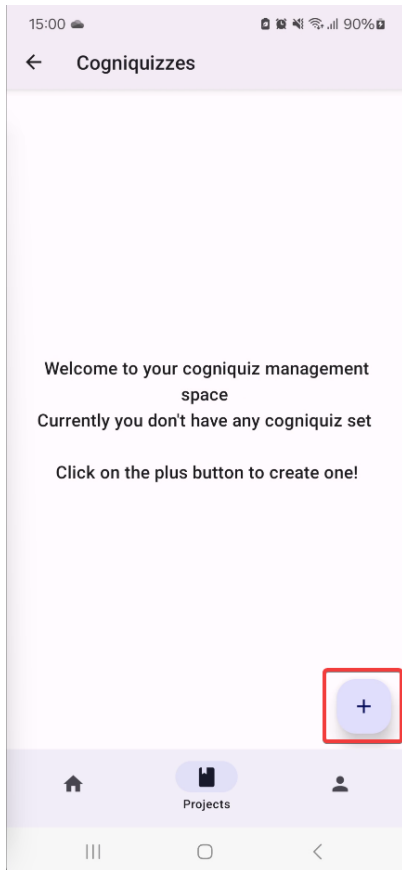 15:00
90%
Cogniquizzes
Welcome to your cogniquiz management
space
Currently you don't have any cogniquiz set
Click on the plus button to create one!
+
Projects